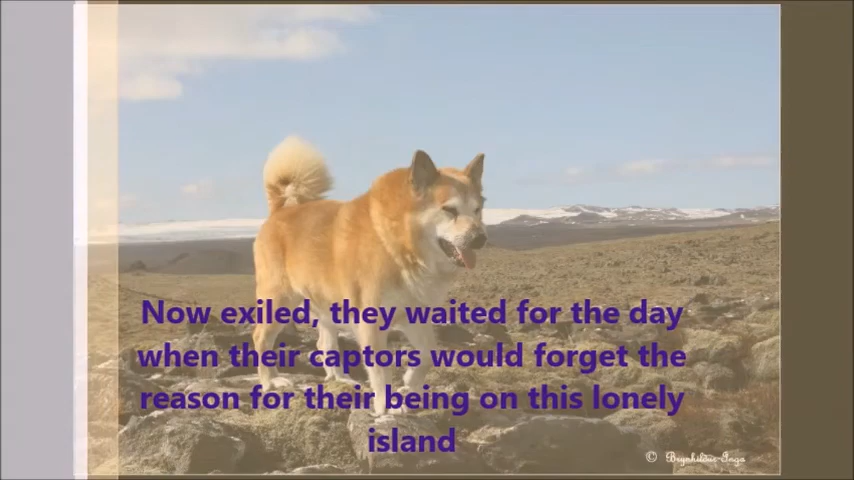 Now exiled, they waited for the day
when their captors would forget the
reason for their being on this lonely
island
©